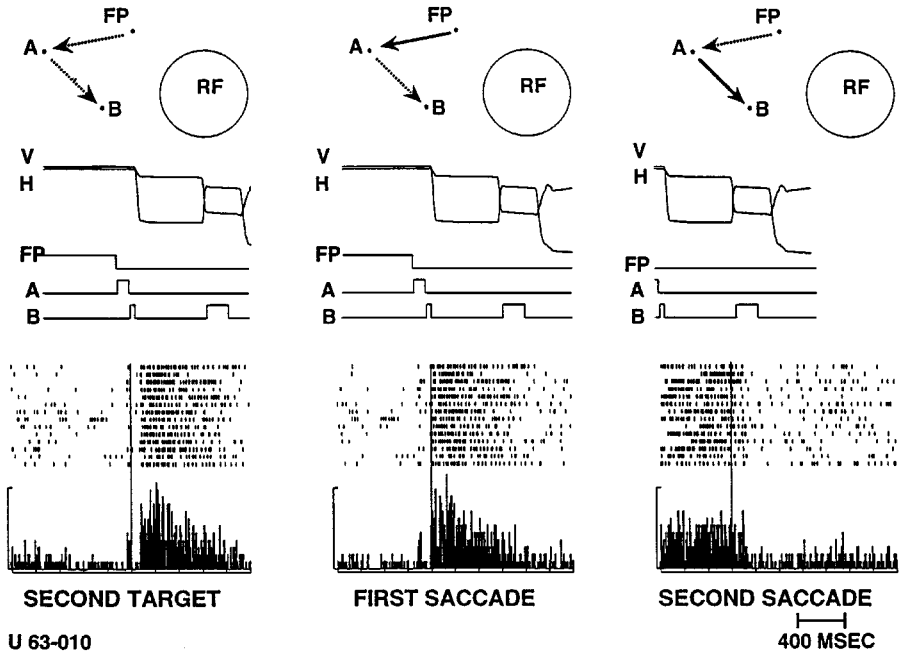 FP
A
B
RF
V
H
FP
A
B
SECOND TARGET
U 63-010
FP
A
B
RF
V
H
FP
A
B
FIRST SACCADE
FP
A
B
RF
V
H
FP
A
B
SECOND SACCADE
400 MSEC